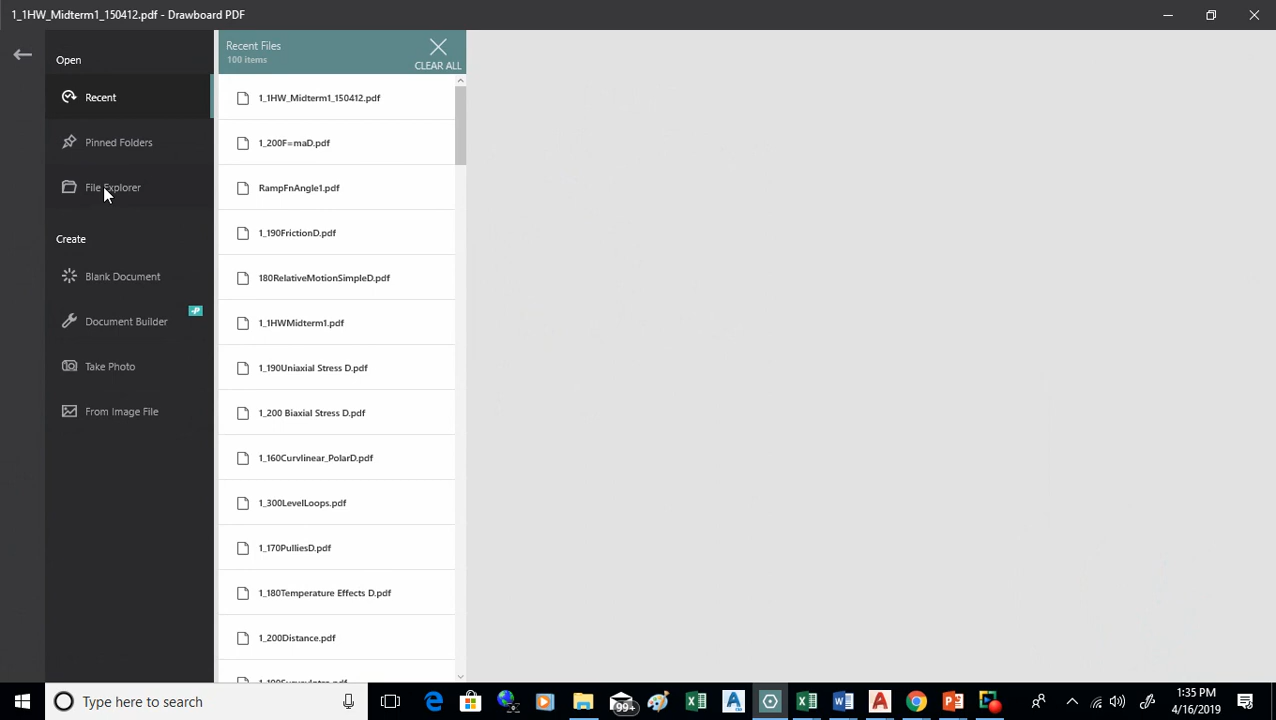 1_1HW_Midterm1_150412.pdf - Drawboard PDF
Open
Recent
Pinned Folders
File Explorer
Create
Blank Document
Document Builder
Take Photo
From Image File
Recent Files
100 items
CLEAR ALL
1_1HW_Midterm1_150412.pdf
1_200F=maD.pdf
RampFnAngle1.pdf
1_190FrictionD.pdf
180RelativeMotionSimpleD.pdf
1_1HWMidterm1.pdf
1_190Uniaxial Stress D.pdf
1_200 Biaxial Stress D.pdf
1_160Curvlinear_PolarD.pdf
1_300LevelLoops.pdf
1_170PulliesD.pdf
1_180Temperature Effects D.pdf
1_200Distance.pdf
Type here to search
99+
1:35 PM
4/16/2019